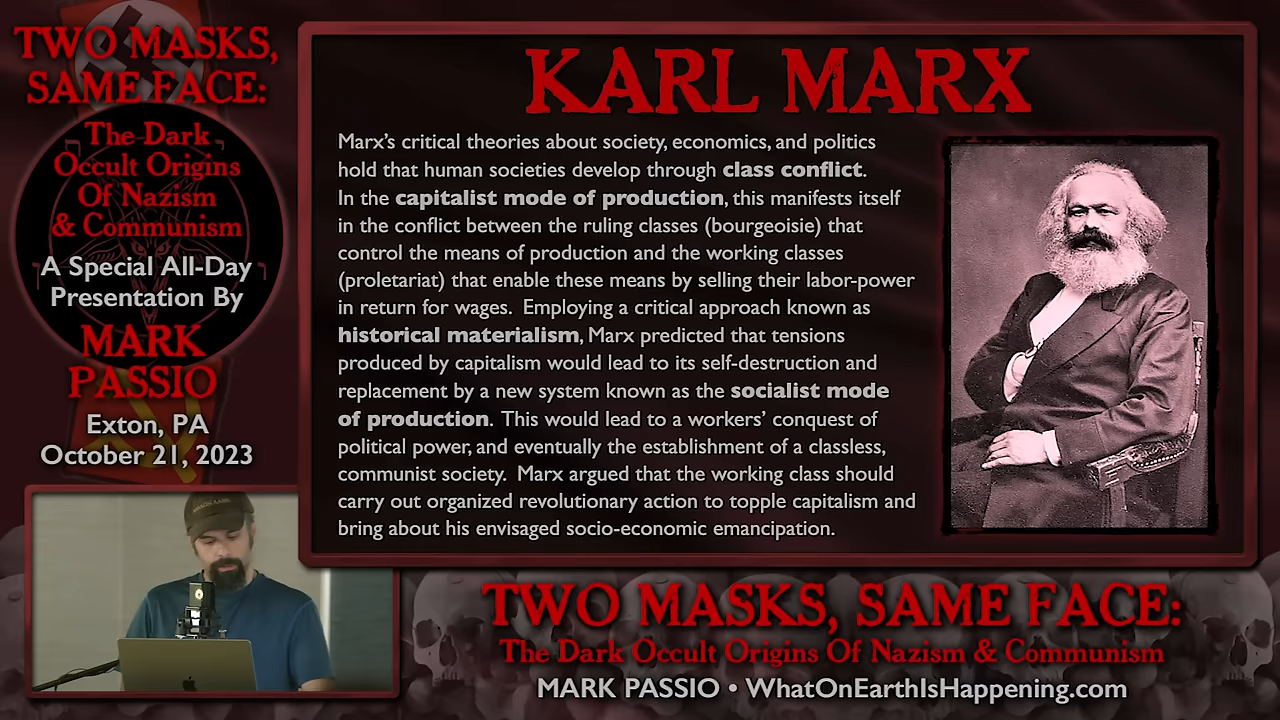 TWO MASKS,
SAME FACE:
The Dark
Occult Origins
Of Nazism
& Communism
A Special All-Day
Presentation By
MARK
PASSIO
Exton, PA
October 21, 2023
KARL MARX
Marx's critical theories about society, economics, and politics
hold that human societies develop through class conflict.
In the capitalist mode of production, this manifests itself
in the conflict between the ruling classes (bourgeoisie) that
control the means of production and the working classes
(proletariat) that enable these means by selling their labor-power
in return for wages.  Employing a critical approach known as
historical materialism, Marx predicted that tensions
produced by capitalism would lead to its self-destruction and
replacement by a new system known as the socialist mode
of production.  This would lead to a workers' conquest of
political power, and eventually the establishment of a classless,
communist society.  Marx argued that the working class should
carry out organized revolutionary action to topple capitalism and
bring about his envisaged socio-economic emancipation.
TWO MASKS, SAME FACE:
The Dark Occult Origins Of Nazism & Communism
MARK PASSIO • WhatOnEarthIsHappening.com